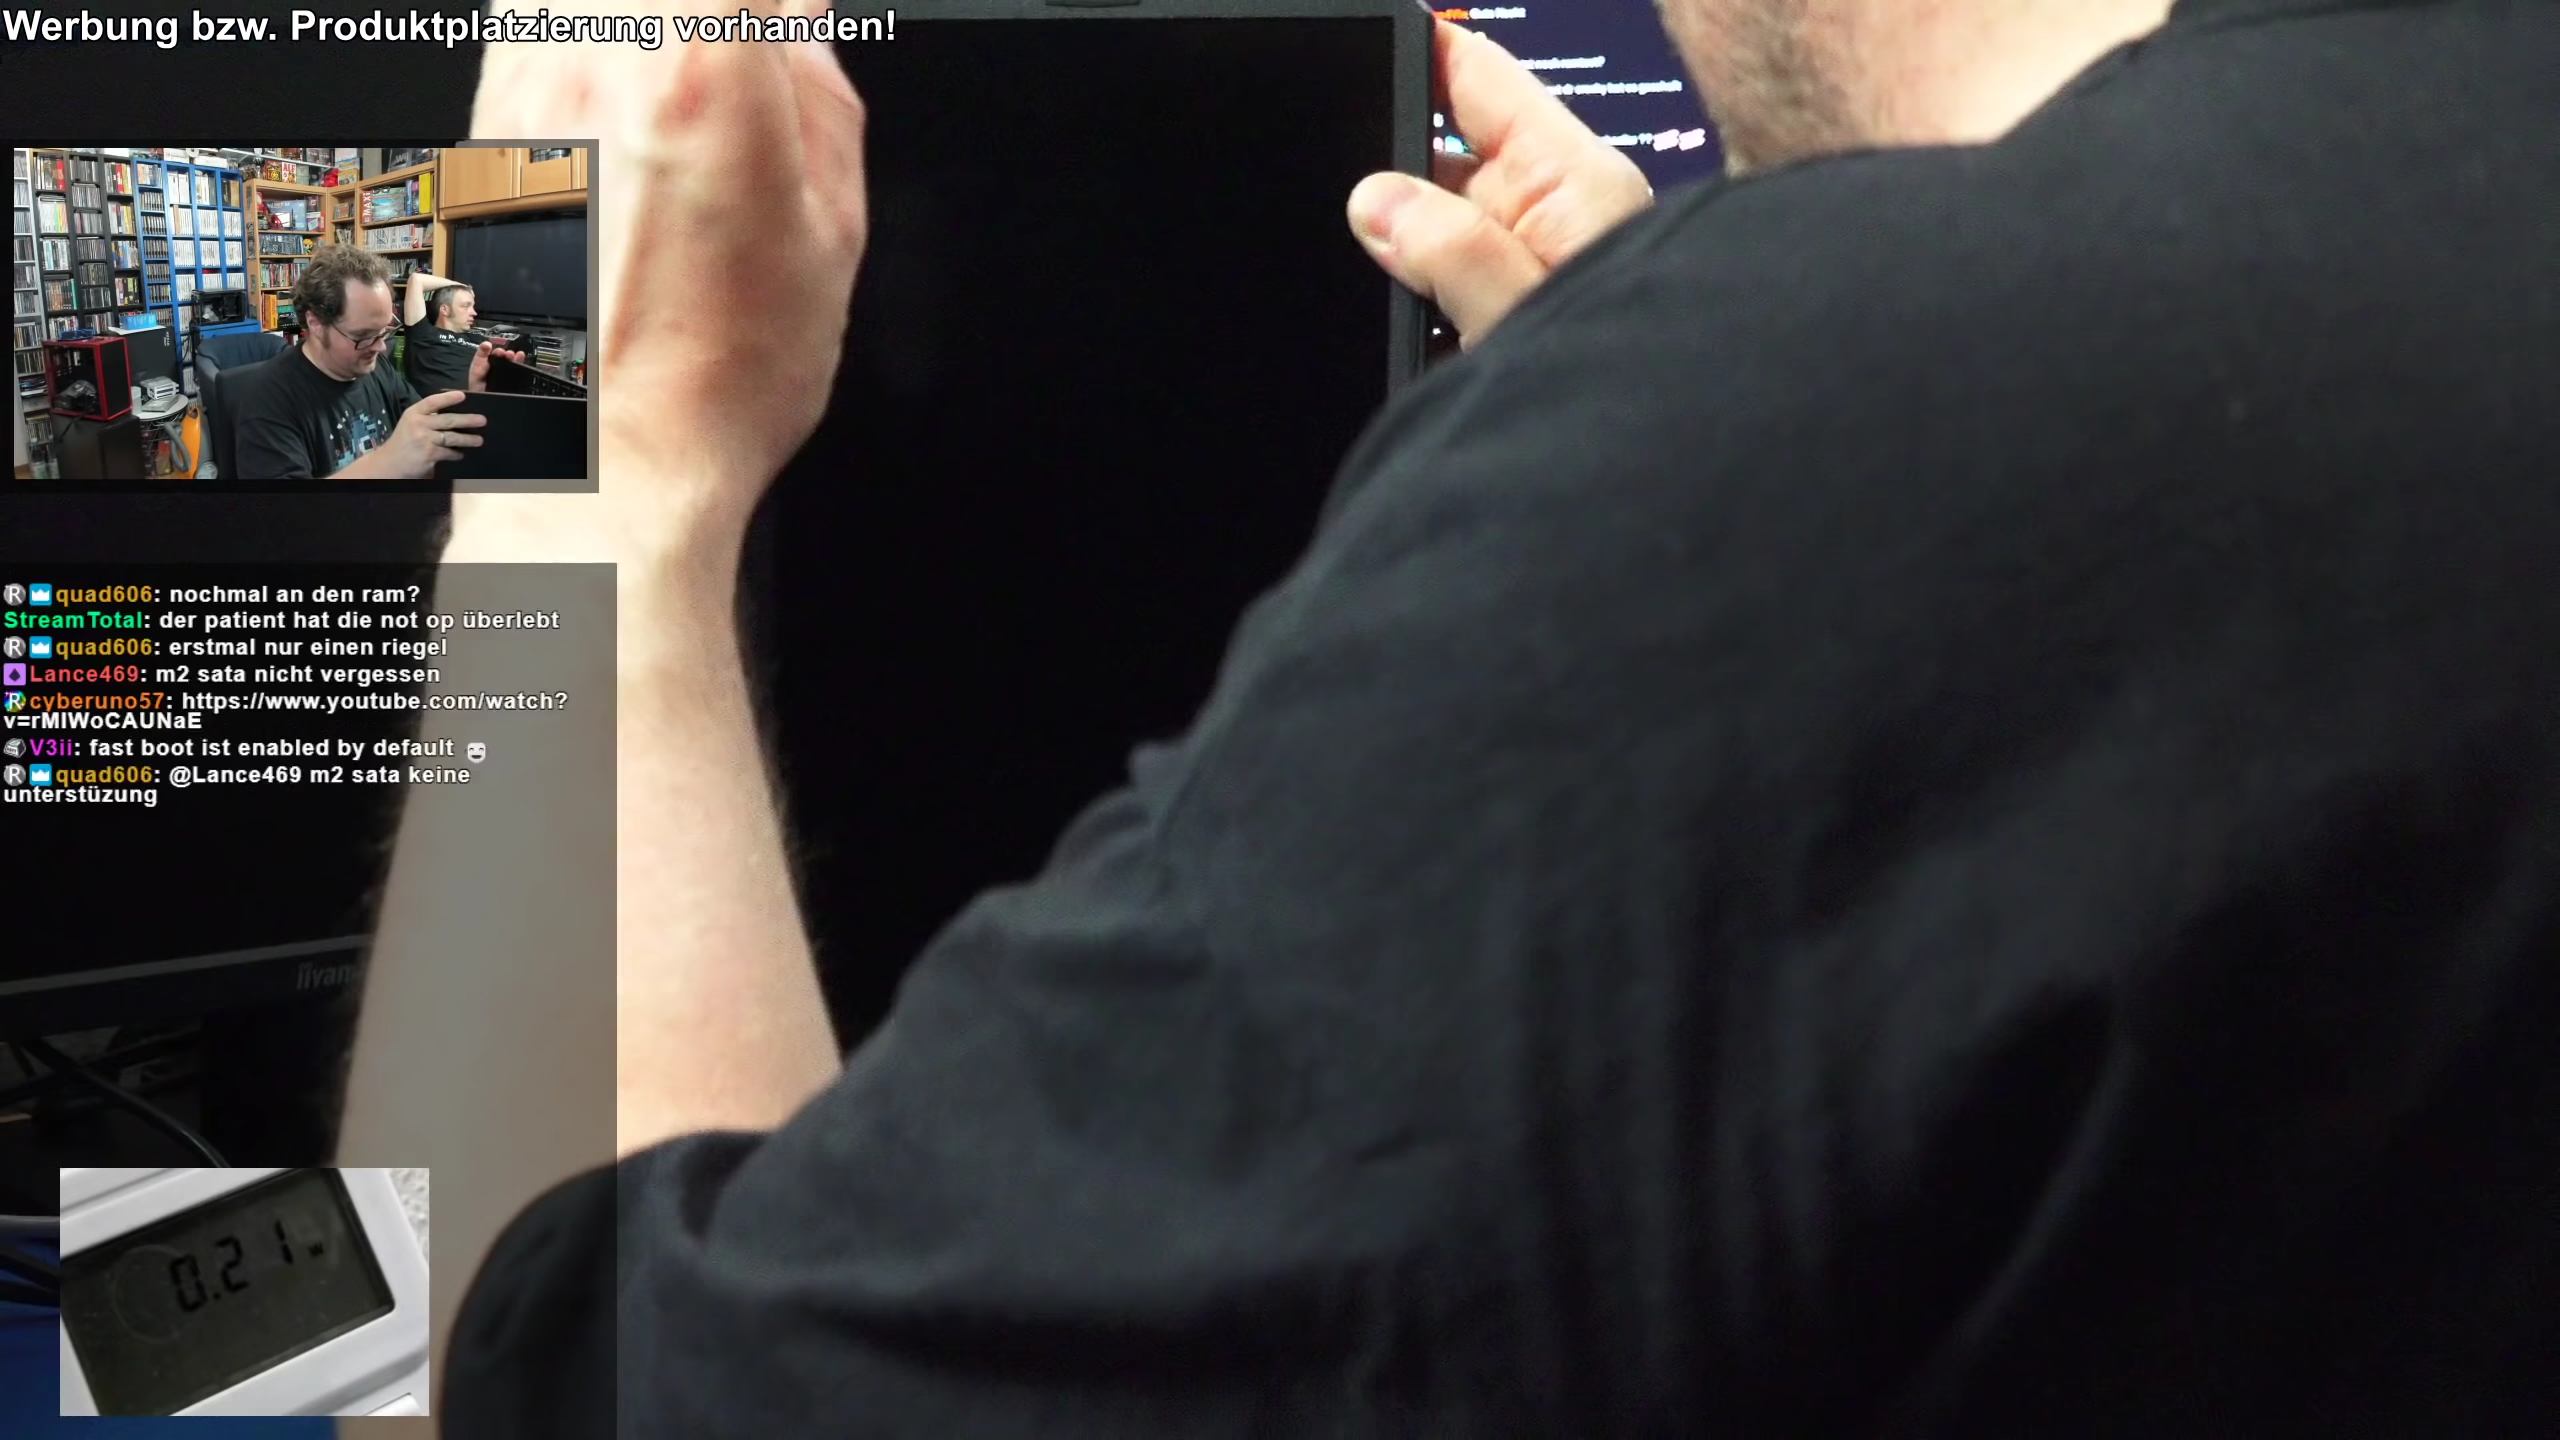 Werbung bzw. Produktplatzierung vorhanden!
quad606: nochmal an den ram?
StreamTotal: der patient hat die not op überlebt
quad606: erstmal nur einen riegel
Lance469: m2 sata nicht vergessen
cyberuno57: https://www.youtube.com/watch?
v=rMlWoCAUNaE
V3ii: fast boot ist enabled by default
quad606: @Lance469 m2 sata keine
unterstüzung
iiyam
0.21 w